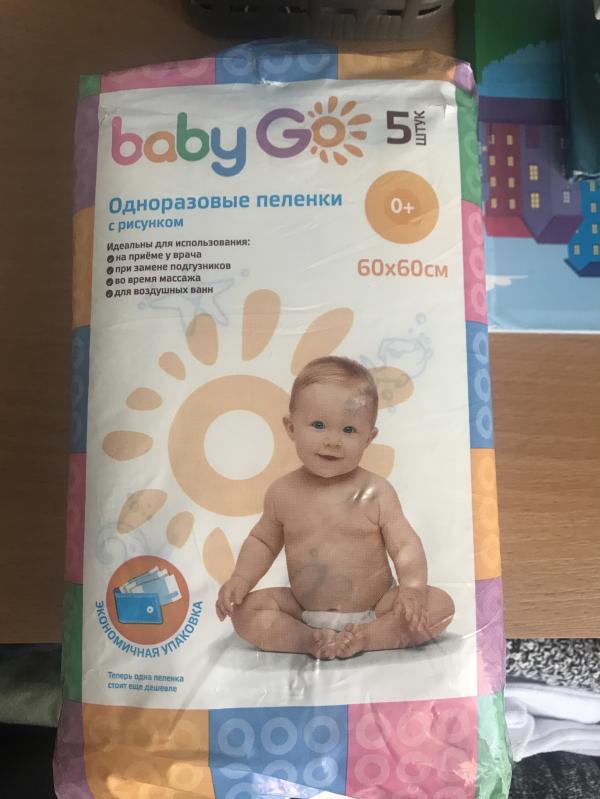 baby Go
5 ШТУК
Одноразовые пеленки
с рисунком
0+
Идеальны для использования:
на приёме у врача
при замене подгузников
во время массажа
для воздушных ванн
60х60см
ЭКОНОМИЧНАЯ УПАКОВКА
Теперь одна пеленка
стоит еще дешевле